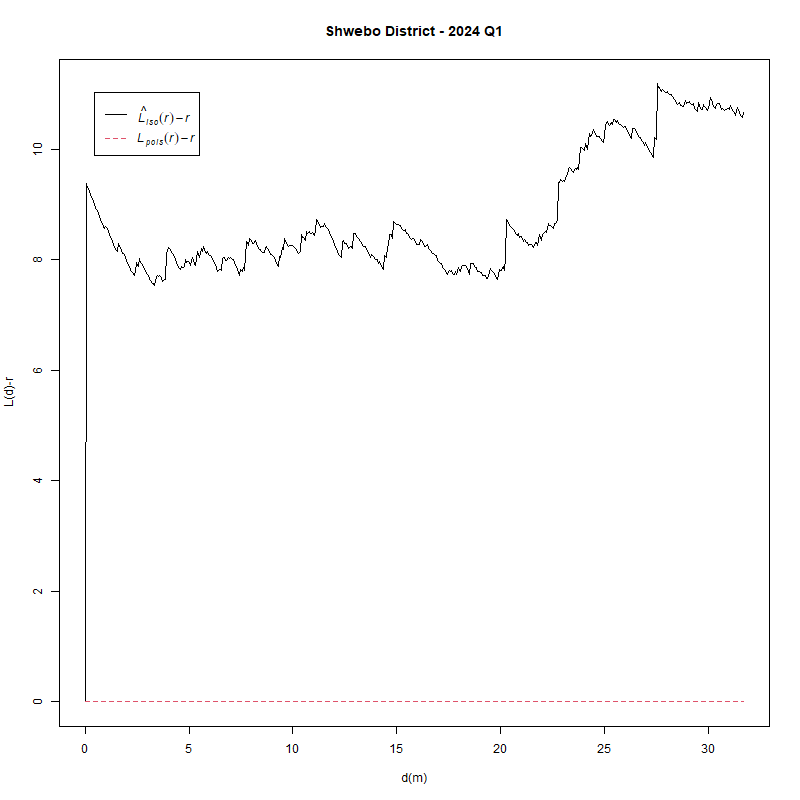 Shwebo District - 2024 Q1
L̂iso(r) − r
Lpois(r) − r
L(d)-r
0
2
4
6
8
10
0 5 10 15 20 25 30
d(m)